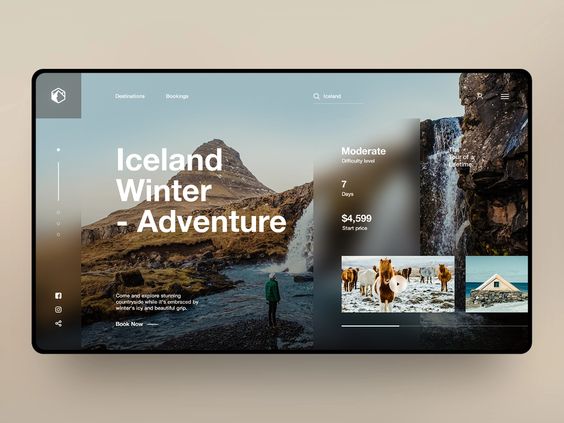 Destinations
Bookings
Iceland
Iceland
Winter
- Adventure
Come and explore stunning
countryside while it's embraced by
winter's icy and beautiful grip.
Book Now
Moderate
Difficulty level
7
Days
$4,599
Start price
The
Tour of a
Lifetime.